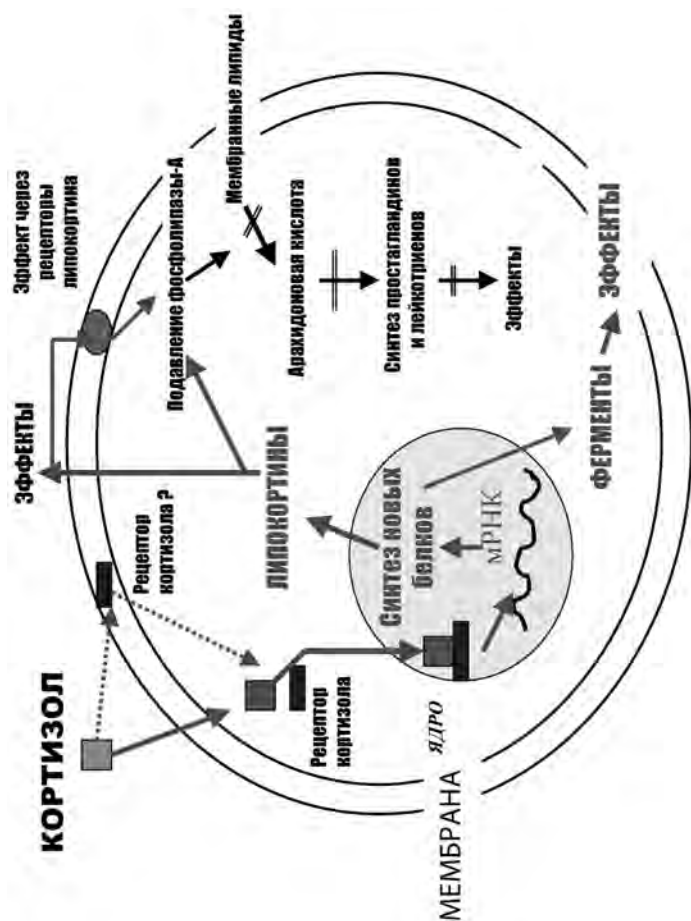 КОРТИЗОЛ
ЭФФЕКТЫ
Эффект через
рецепторы
липокортина
Рецептор
кортизола ?
Подавление фосфолипазы-А
Мембранные липиды
Рецептор
кортизола
ЛИПОКОРТИНЫ
Арахидоновая кислота
Синтез простагландинов
и лейкотриенов
Эффекты
МЕМБРАНА
ЯДРО
Синтез новых
белков
мРНК
ФЕРМЕНТЫ
ЭФФЕКТЫ